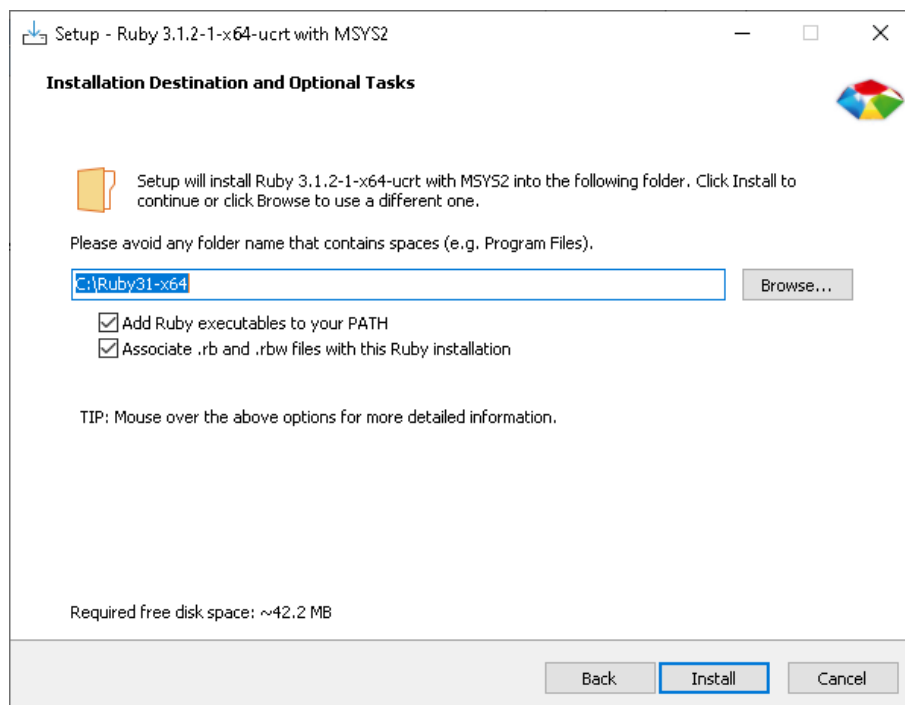 Setup - Ruby 3.1.2-1-x64-ucrt with MSYS2
Installation Destination and Optional Tasks
Setup will install Ruby 3.1.2-1-x64-ucrt with MSYS2 into the following folder. Click Install to
continue or click Browse to use a different one.
Please avoid any folder name that contains spaces (e.g. Program Files).
C:\Ruby31-x64
Browse...
Add Ruby executables to your PATH
Associate .rb and .rbw files with this Ruby installation
TIP: Mouse over the above options for more detailed information.
Required free disk space: ~42.2 MB
Back Install Cancel